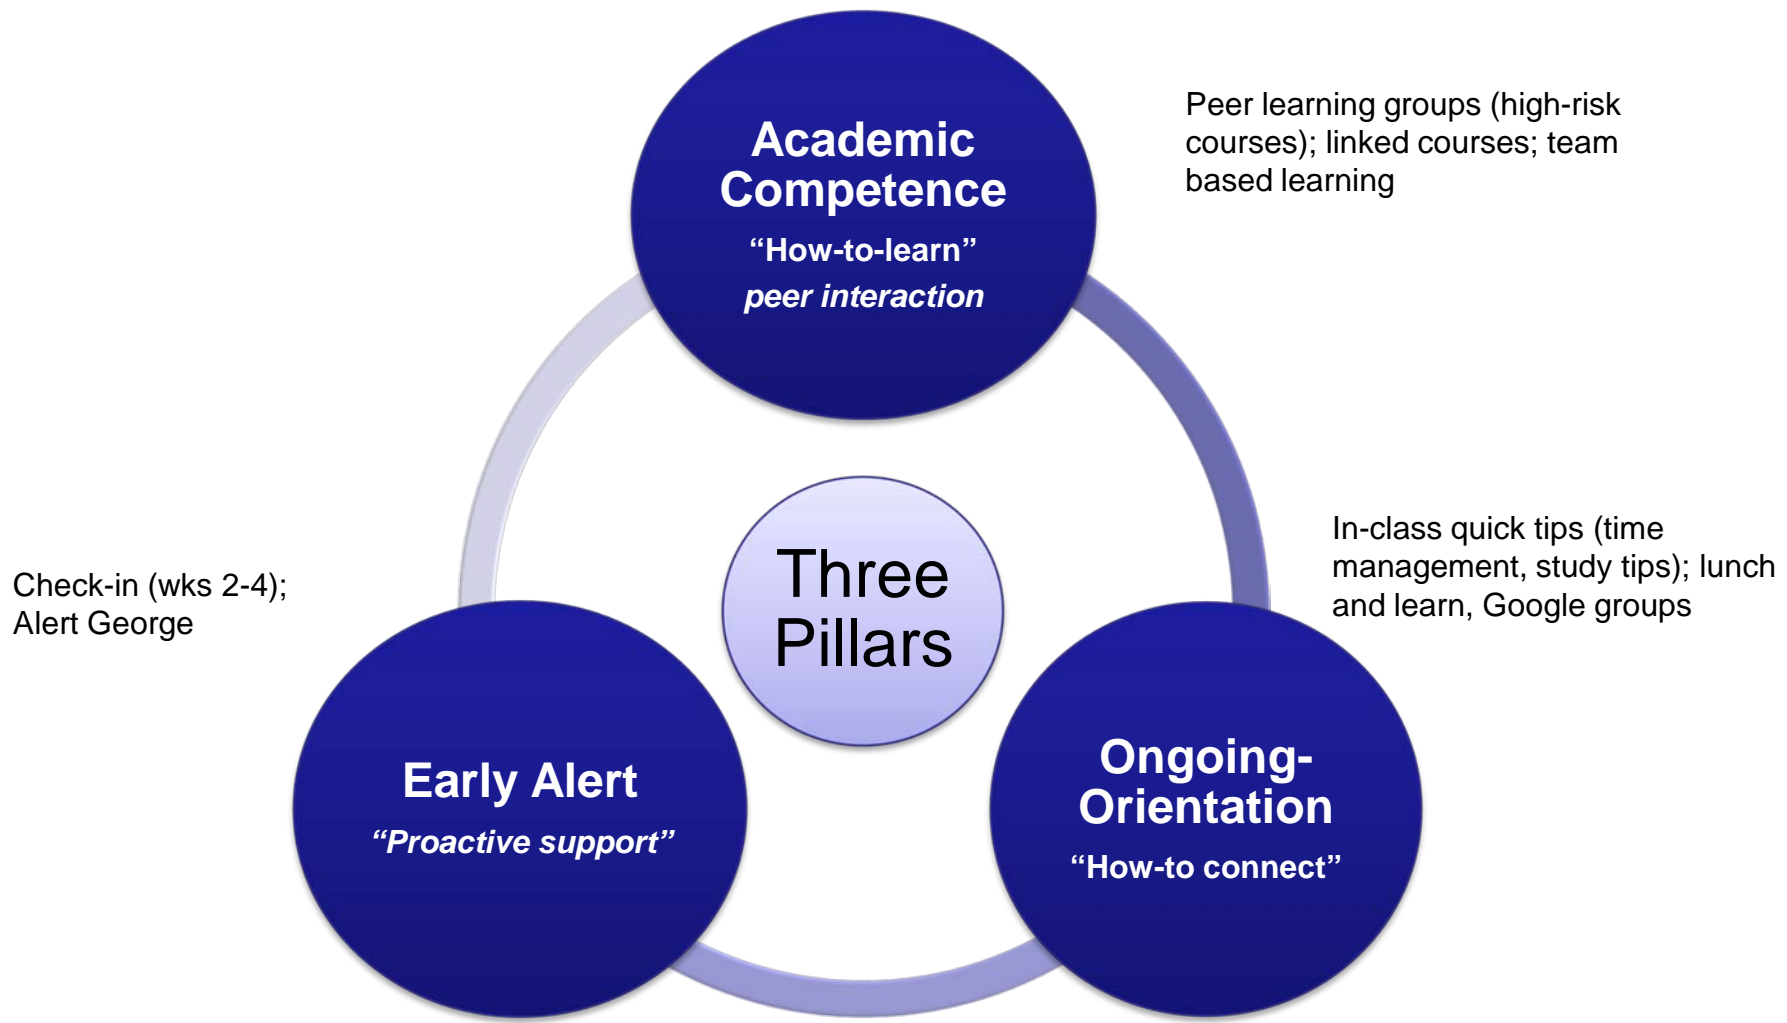 Academic
Competence
“How-to-learn”
peer interaction
Peer learning groups (high-risk
courses); linked courses; team
based learning
Three
Pillars
In-class quick tips (time
management, study tips); lunch
and learn, Google groups
Check-in (wks 2-4);
Alert George
Early Alert
“Proactive support”
Ongoing-
Orientation
“How-to connect”